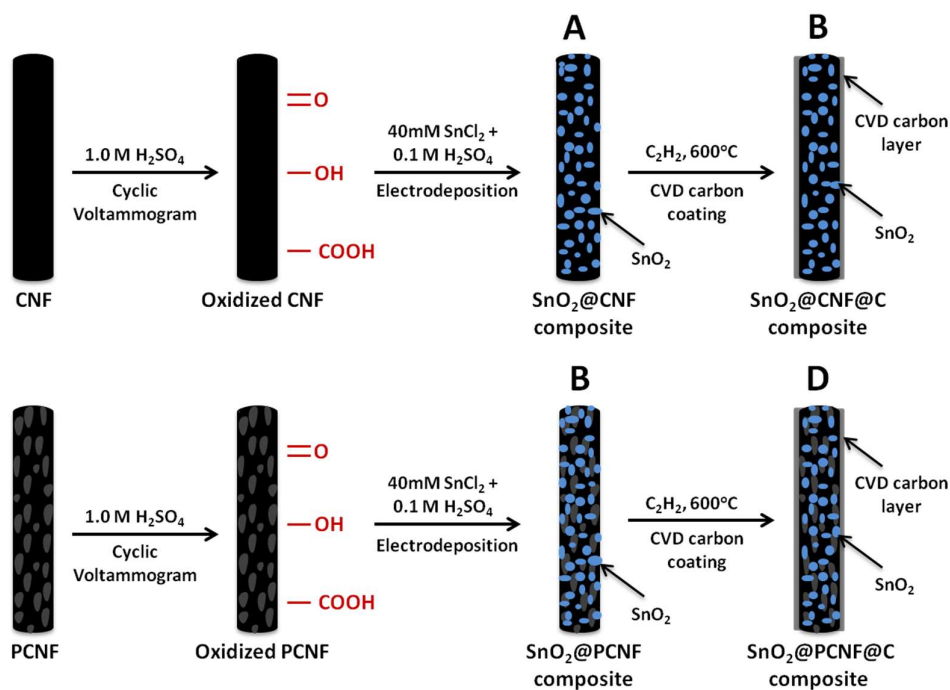 A
B
=O
40mM SnCl₂ +
0.1 M H₂SO₄
1.0 M H₂SO₄
C₂H₂, 600°C
CVD carbon
layer
—OH
Cyclic
Voltammogram
Electrodeposition
CVD carbon
coating
—COOH
SnO₂
SnO₂
CNF
Oxidized CNF
SnO₂@CNF
composite
SnO₂@CNF@C
composite
B
D
=O
40mM SnCl₂ +
0.1 M H₂SO₄
1.0 M H₂SO₄
C₂H₂, 600°C
CVD carbon
layer
—OH
Cyclic
Voltammogram
Electrodeposition
CVD carbon
coating
—COOH
SnO₂
SnO₂
PCNF
Oxidized PCNF
SnO₂@PCNF
composite
SnO₂@PCNF@C
composite